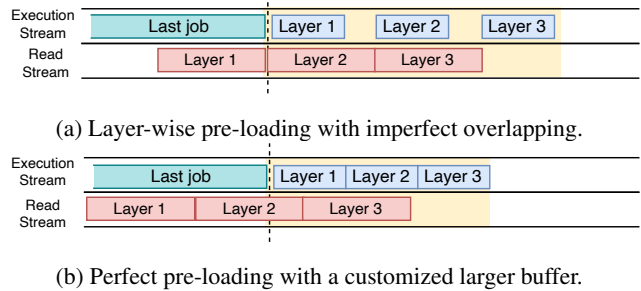 Execution Stream
Last job
Layer 1
Layer 2
Layer 3
Read Stream
Layer 1
Layer 2
Layer 3
(a) Layer-wise pre-loading with imperfect overlapping.
Execution Stream
Last job
Layer 1
Layer 2
Layer 3
Read Stream
Layer 1
Layer 2
Layer 3
(b) Perfect pre-loading with a customized larger buffer.